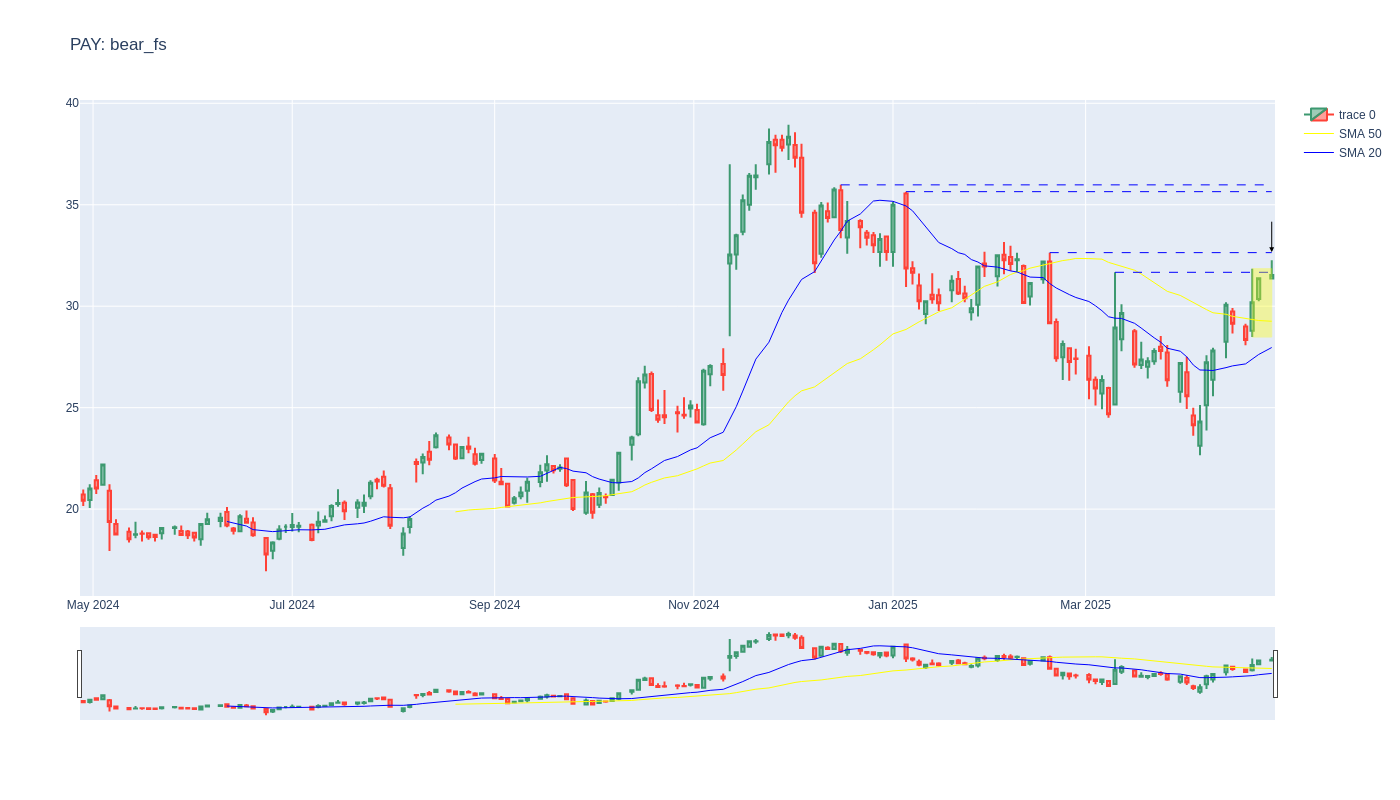 PAY: bear_fs
40
35
30
25
20
May 2024
Jul 2024
Sep 2024
Nov 2024
Jan 2025
Mar 2025
trace 0
SMA 50
SMA 20